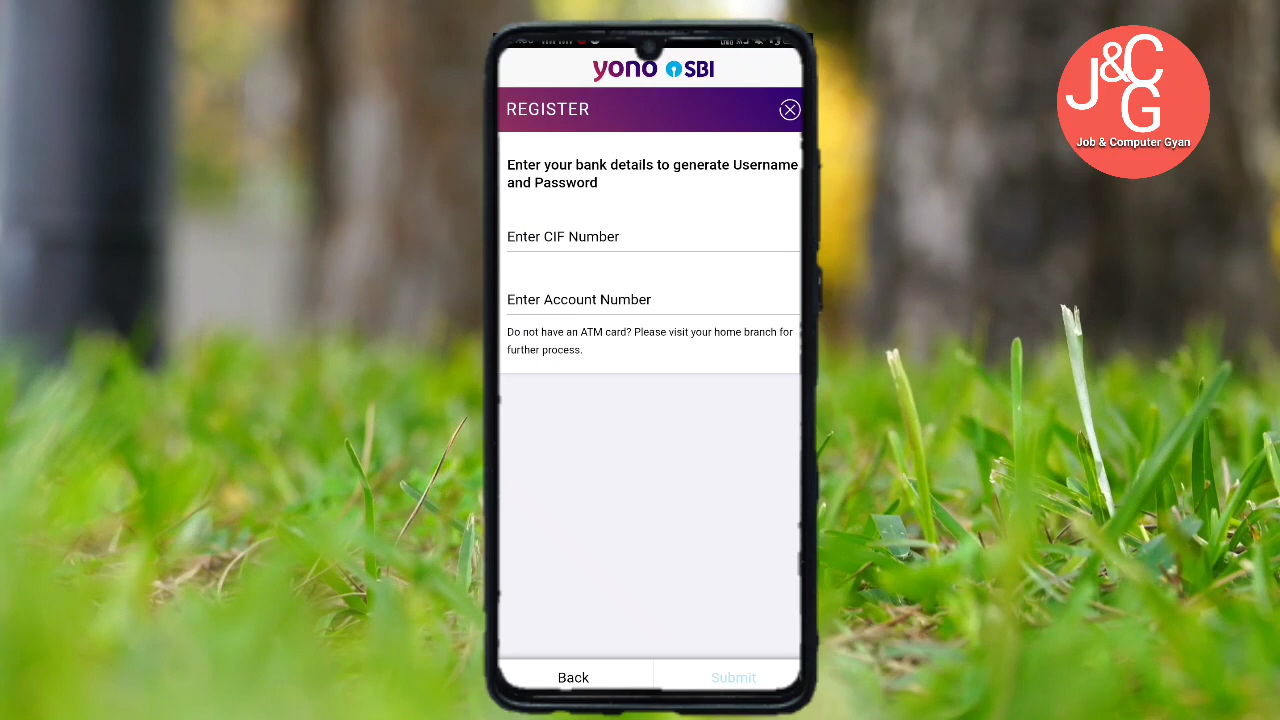 yono SBI
REGISTER
Enter your bank details to generate Username
and Password
Enter CIF Number
Enter Account Number
Do not have an ATM card? Please visit your home branch for
further process.
Back
Submit
J&CG
Job & Computer Gyan